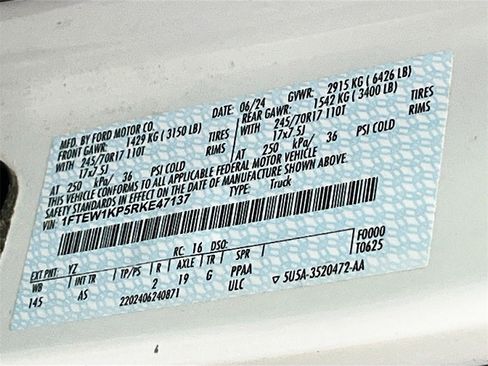 MFD. BY FORD MOTOR CO. DATE: 06/24 GVWR: 2915 KG (6426 LB)
FRONT GAWR: 1429 KG (3150 LB) REAR GAWR: 1542 KG (3400 LB)
WITH 245/70R17 110T TIRES WITH 245/70R17 110T TIRES
17x7.5J RIMS 17x7.5J RIMS
AT 250 kPa/ 36 PSI COLD AT 250 kPa/ 36 PSI COLD
THIS VEHICLE CONFORMS TO ALL APPLICABLE FEDERAL MOTOR VEHICLE
SAFETY STANDARDS IN EFFECT ON THE DATE OF MANUFACTURE SHOWN ABOVE.
VIN: 1FTEW1KP5RKE47137 TYPE: Truck
EXT PNT: YZ RC: 16 DSO: F0000
WB INT TR TP/PS R AXLE TR SPR T0625
145 AS 2 19 G PPAA
2202406240871 ULC 5U5A-3520472-AA